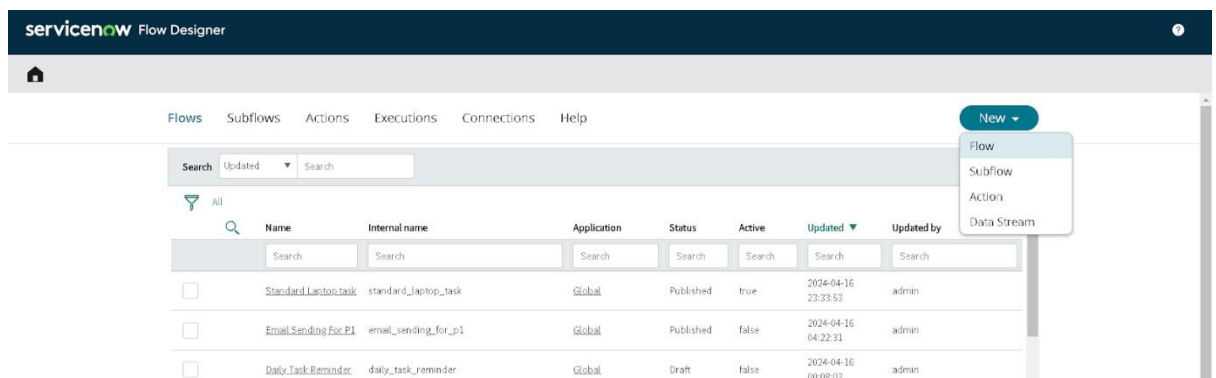 servicenow Flow Designer
?
Flows Subflows Actions Executions Connections Help New
Flow
Search Updated Search
Subflow
Action
All
Data Stream
Name Internal name Application Status Active Updated Updated by
Search Search Search Search Search Search Search
Standard Laptop task standard_laptop_task Global Published true 2024-04-16 23:33:53 admin
Email Sending For P1 email_sending_for_p1 Global Published false 2024-04-16 04:22:31 admin
Daily Task Reminder daily_task_reminder Global Draft false 2024-04-16 admin